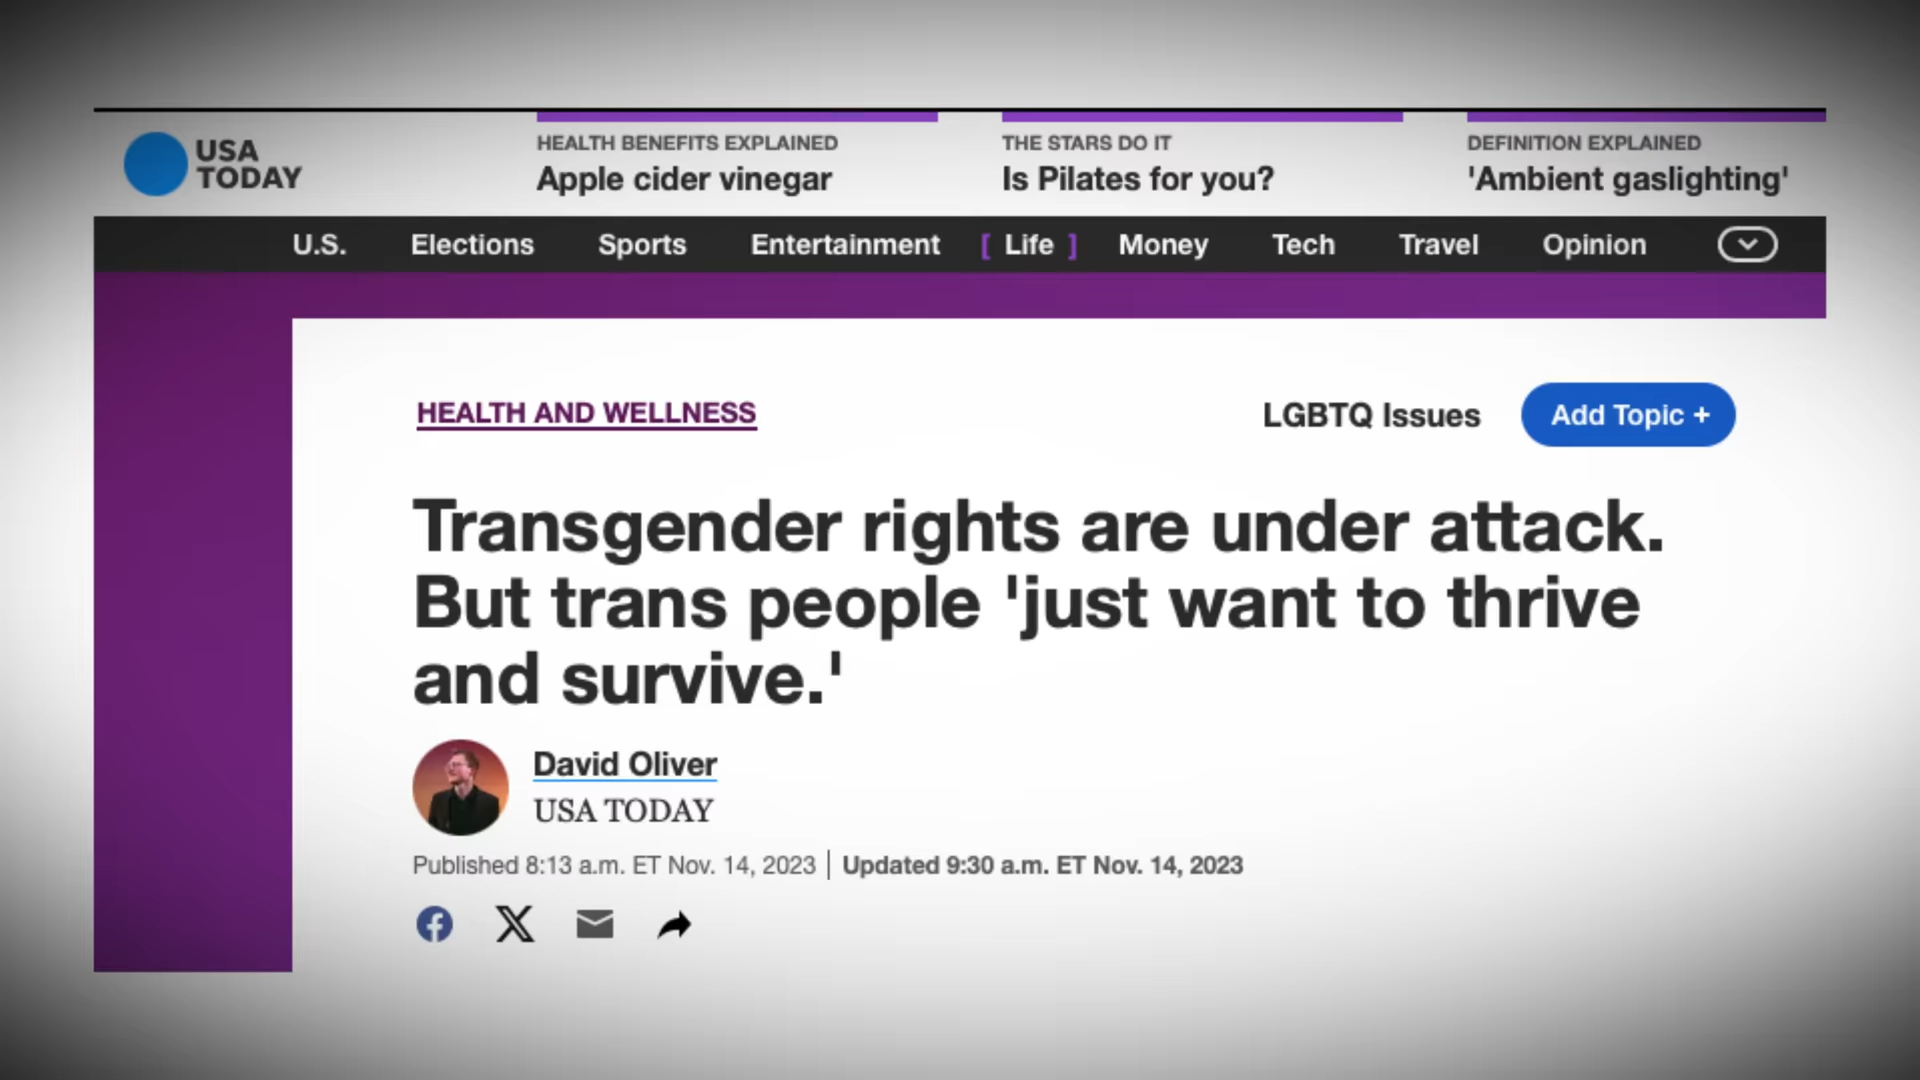 USA
TODAY
HEALTH BENEFITS EXPLAINED
Apple cider vinegar
THE STARS DO IT
Is Pilates for you?
DEFINITION EXPLAINED
'Ambient gaslighting'
U.S. Elections Sports Entertainment [ Life ] Money Tech Travel Opinion
HEALTH AND WELLNESS
LGBTQ Issues
Add Topic +
Transgender rights are under attack.
But trans people 'just want to thrive
and survive.'
David Oliver
USA TODAY
Published 8:13 a.m. ET Nov. 14, 2023 | Updated 9:30 a.m. ET Nov. 14, 2023